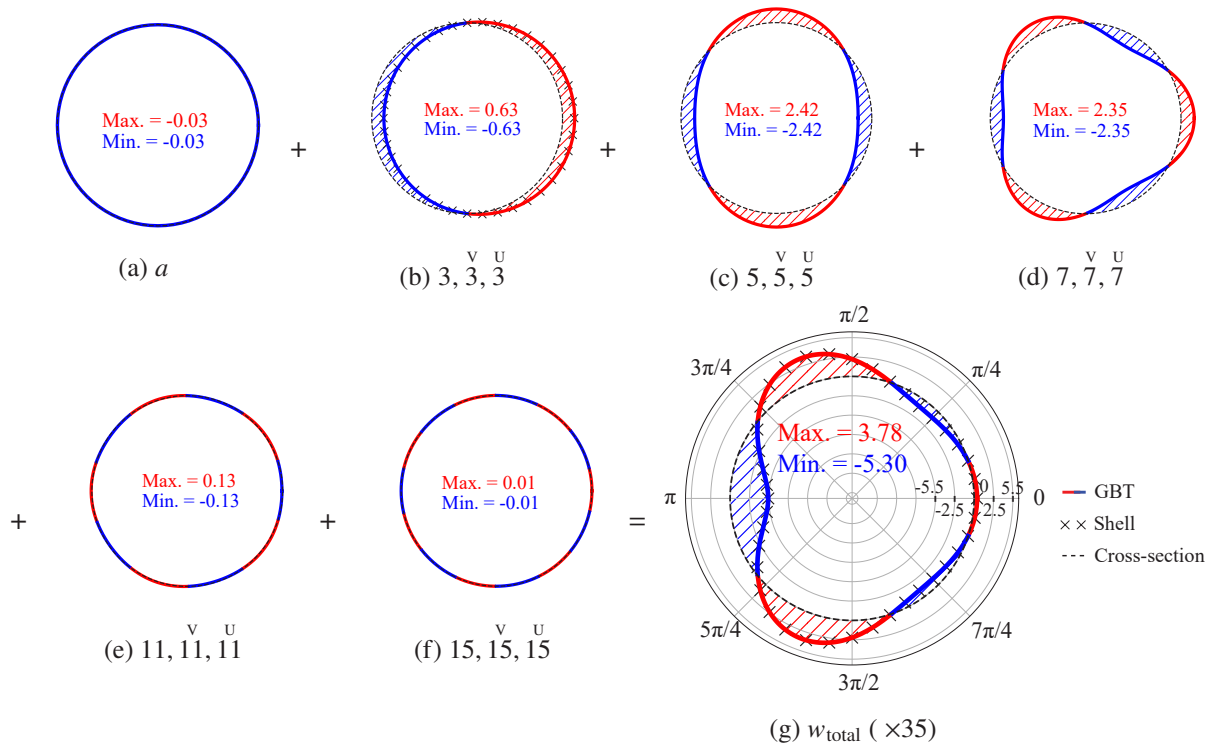 Max. = -0.03
Min. = -0.03
+
Max. = 0.63
Min. = -0.63
+
Max. = 2.42
Min. = -2.42
+
Max. = 2.35
Min. = -2.35
(a) a
V U
(b) 3, 3, 3
V U
(c) 5, 5, 5
V U
(d) 7, 7, 7
+
Max. = 0.13
Min. = -0.13
+
Max. = 0.01
Min. = -0.01
=
π/2
3π/4
π/4
Max. = 3.78
Min. = -5.30
π
-5.5
-2.5
0
2.5
5.5
0
5π/4
7π/4
3π/2
GBT
×× Shell
Cross-section
V U
(e) 11, 11, 11
V U
(f) 15, 15, 15
(g) wtotal ( ×35)